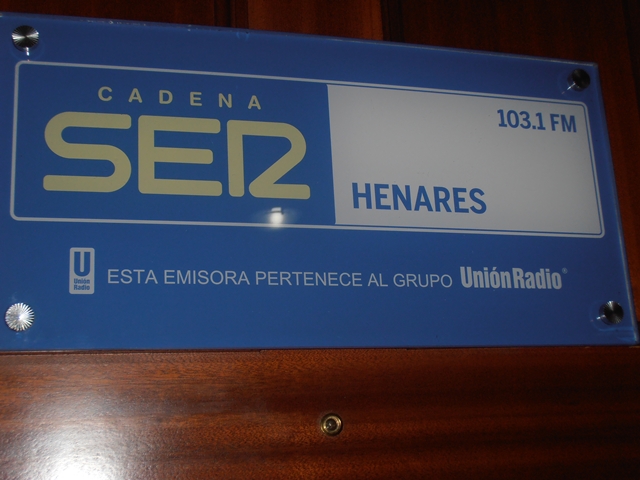 CADENA
SER
103.1 FM
HENARES
U
Unión
Radio
ESTA EMISORA PERTENECE AL GRUPO UniónRadio®